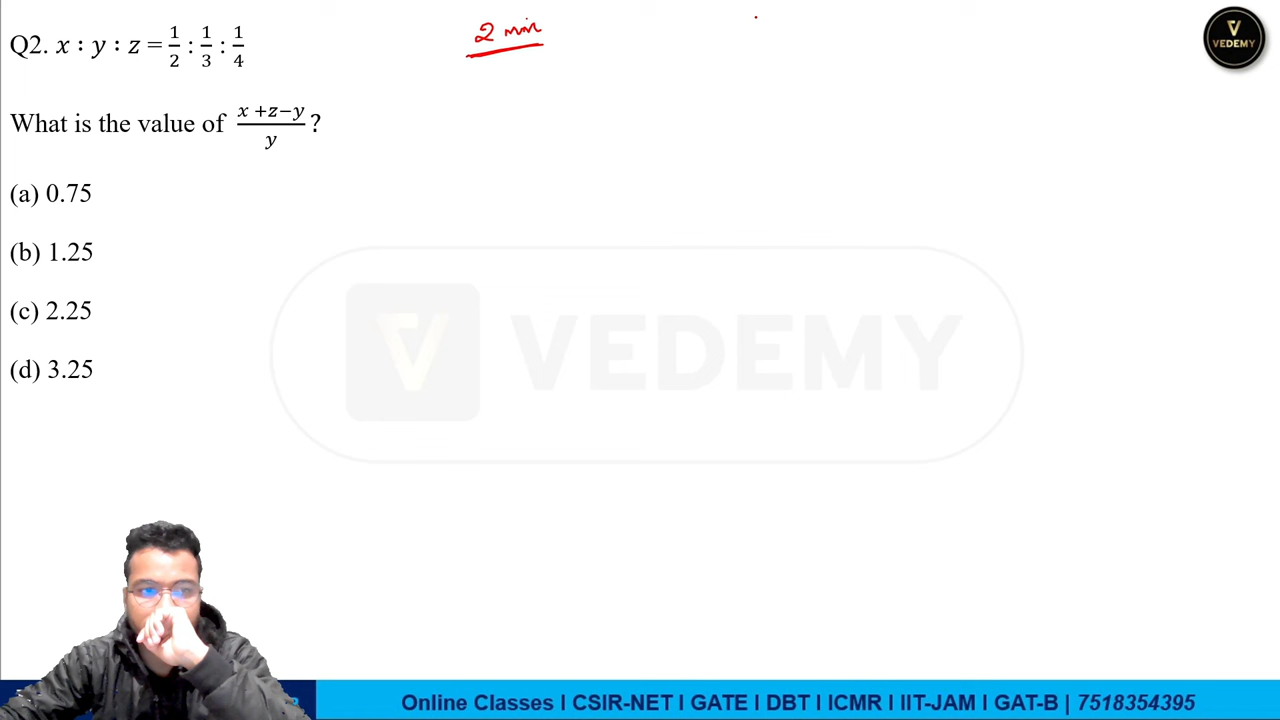 Q2. x : y : z = 1/2 : 1/3 : 1/4
2 min
VEDEMY
What is the value of (x + z − y)/y ?
(a) 0.75
(b) 1.25
(c) 2.25
(d) 3.25
VEDEMY
Online Classes I CSIR-NET I GATE I DBT I ICMR I IIT-JAM I GAT-B | 7518354395